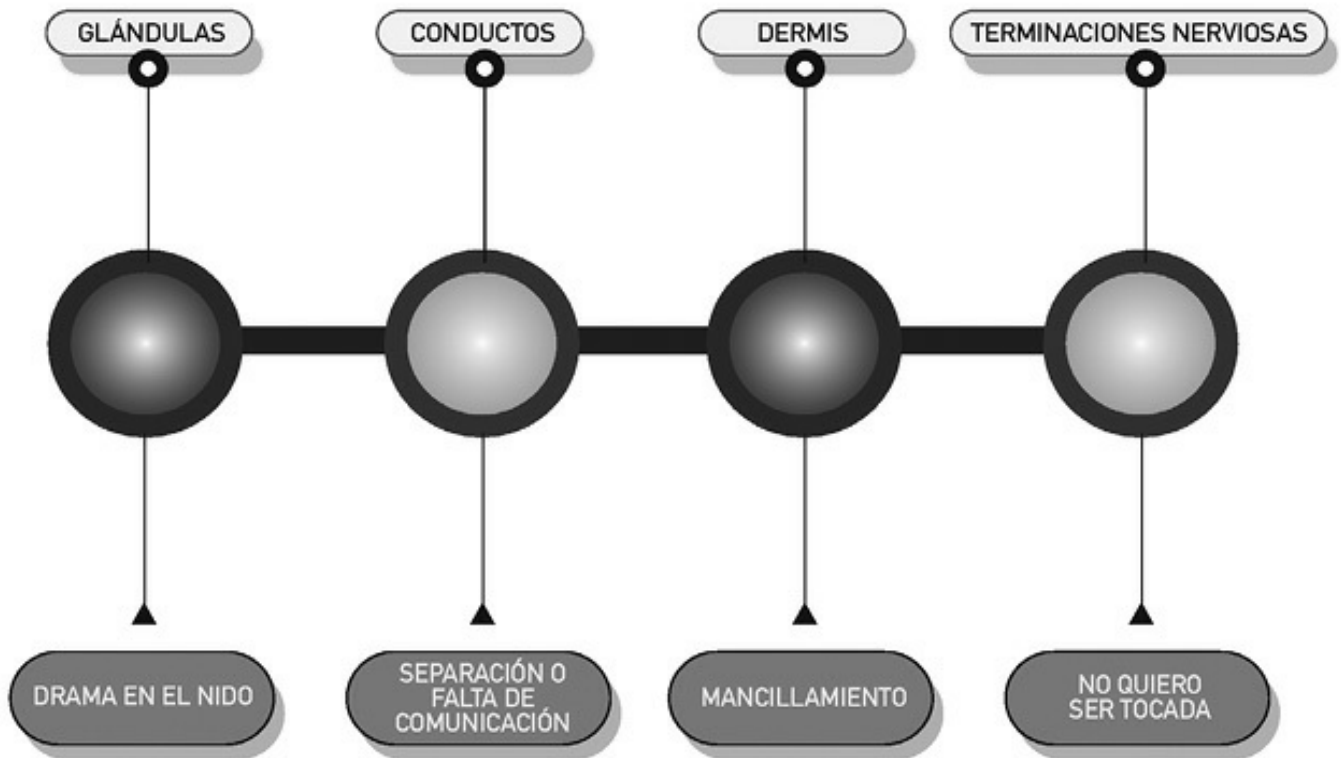 GLÁNDULAS
CONDUCTOS
DERMIS
TERMINACIONES NERVIOSAS
DRAMA EN EL NIDO
SEPARACIÓN O
FALTA DE
COMUNICACIÓN
MANCILLAMIENTO
NO QUIERO
SER TOCADA